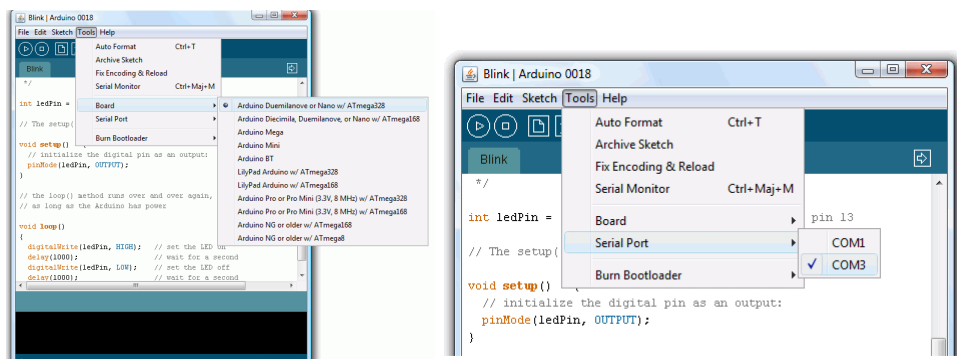 Blink | Arduino 0018
File Edit Sketch Tools Help
Auto Format Ctrl+T
Archive Sketch
Fix Encoding & Reload
Serial Monitor Ctrl+Maj+M
Board
Serial Port
Burn Bootloader
Arduino Duemilanove or Nano w/ ATmega328
Arduino Diecimila, Duemilanove, or Nano w/ ATmega168
Arduino Mega
Arduino Mini
Arduino BT
LilyPad Arduino w/ ATmega328
LilyPad Arduino w/ ATmega168
Arduino Pro or Pro Mini (3.3V, 8 MHz) w/ ATmega328
Arduino Pro or Pro Mini (3.3V, 8 MHz) w/ ATmega168
Arduino NG or older w/ ATmega168
Arduino NG or older w/ ATmega8
Blink
*/
int ledPin =
// The setup(
void setup()
// initialize the digital pin as an output:
pinMode(ledPin, OUTPUT);
}
// the loop() method runs over and over again,
// as long as the Arduino has power
void loop()
{
digitalWrite(ledPin, HIGH); // set the LED on
delay(1000); // wait for a second
digitalWrite(ledPin, LOW); // set the LED off
delay(1000); // wait for a second
Blink | Arduino 0018
File Edit Sketch Tools Help
Auto Format Ctrl+T
Archive Sketch
Fix Encoding & Reload
Serial Monitor Ctrl+Maj+M
Board
Serial Port
Burn Bootloader
COM1
COM3
Blink
*/
int ledPin = pin 13
// The setup(
void setup()
// initialize the digital pin as an output:
pinMode(ledPin, OUTPUT);
}